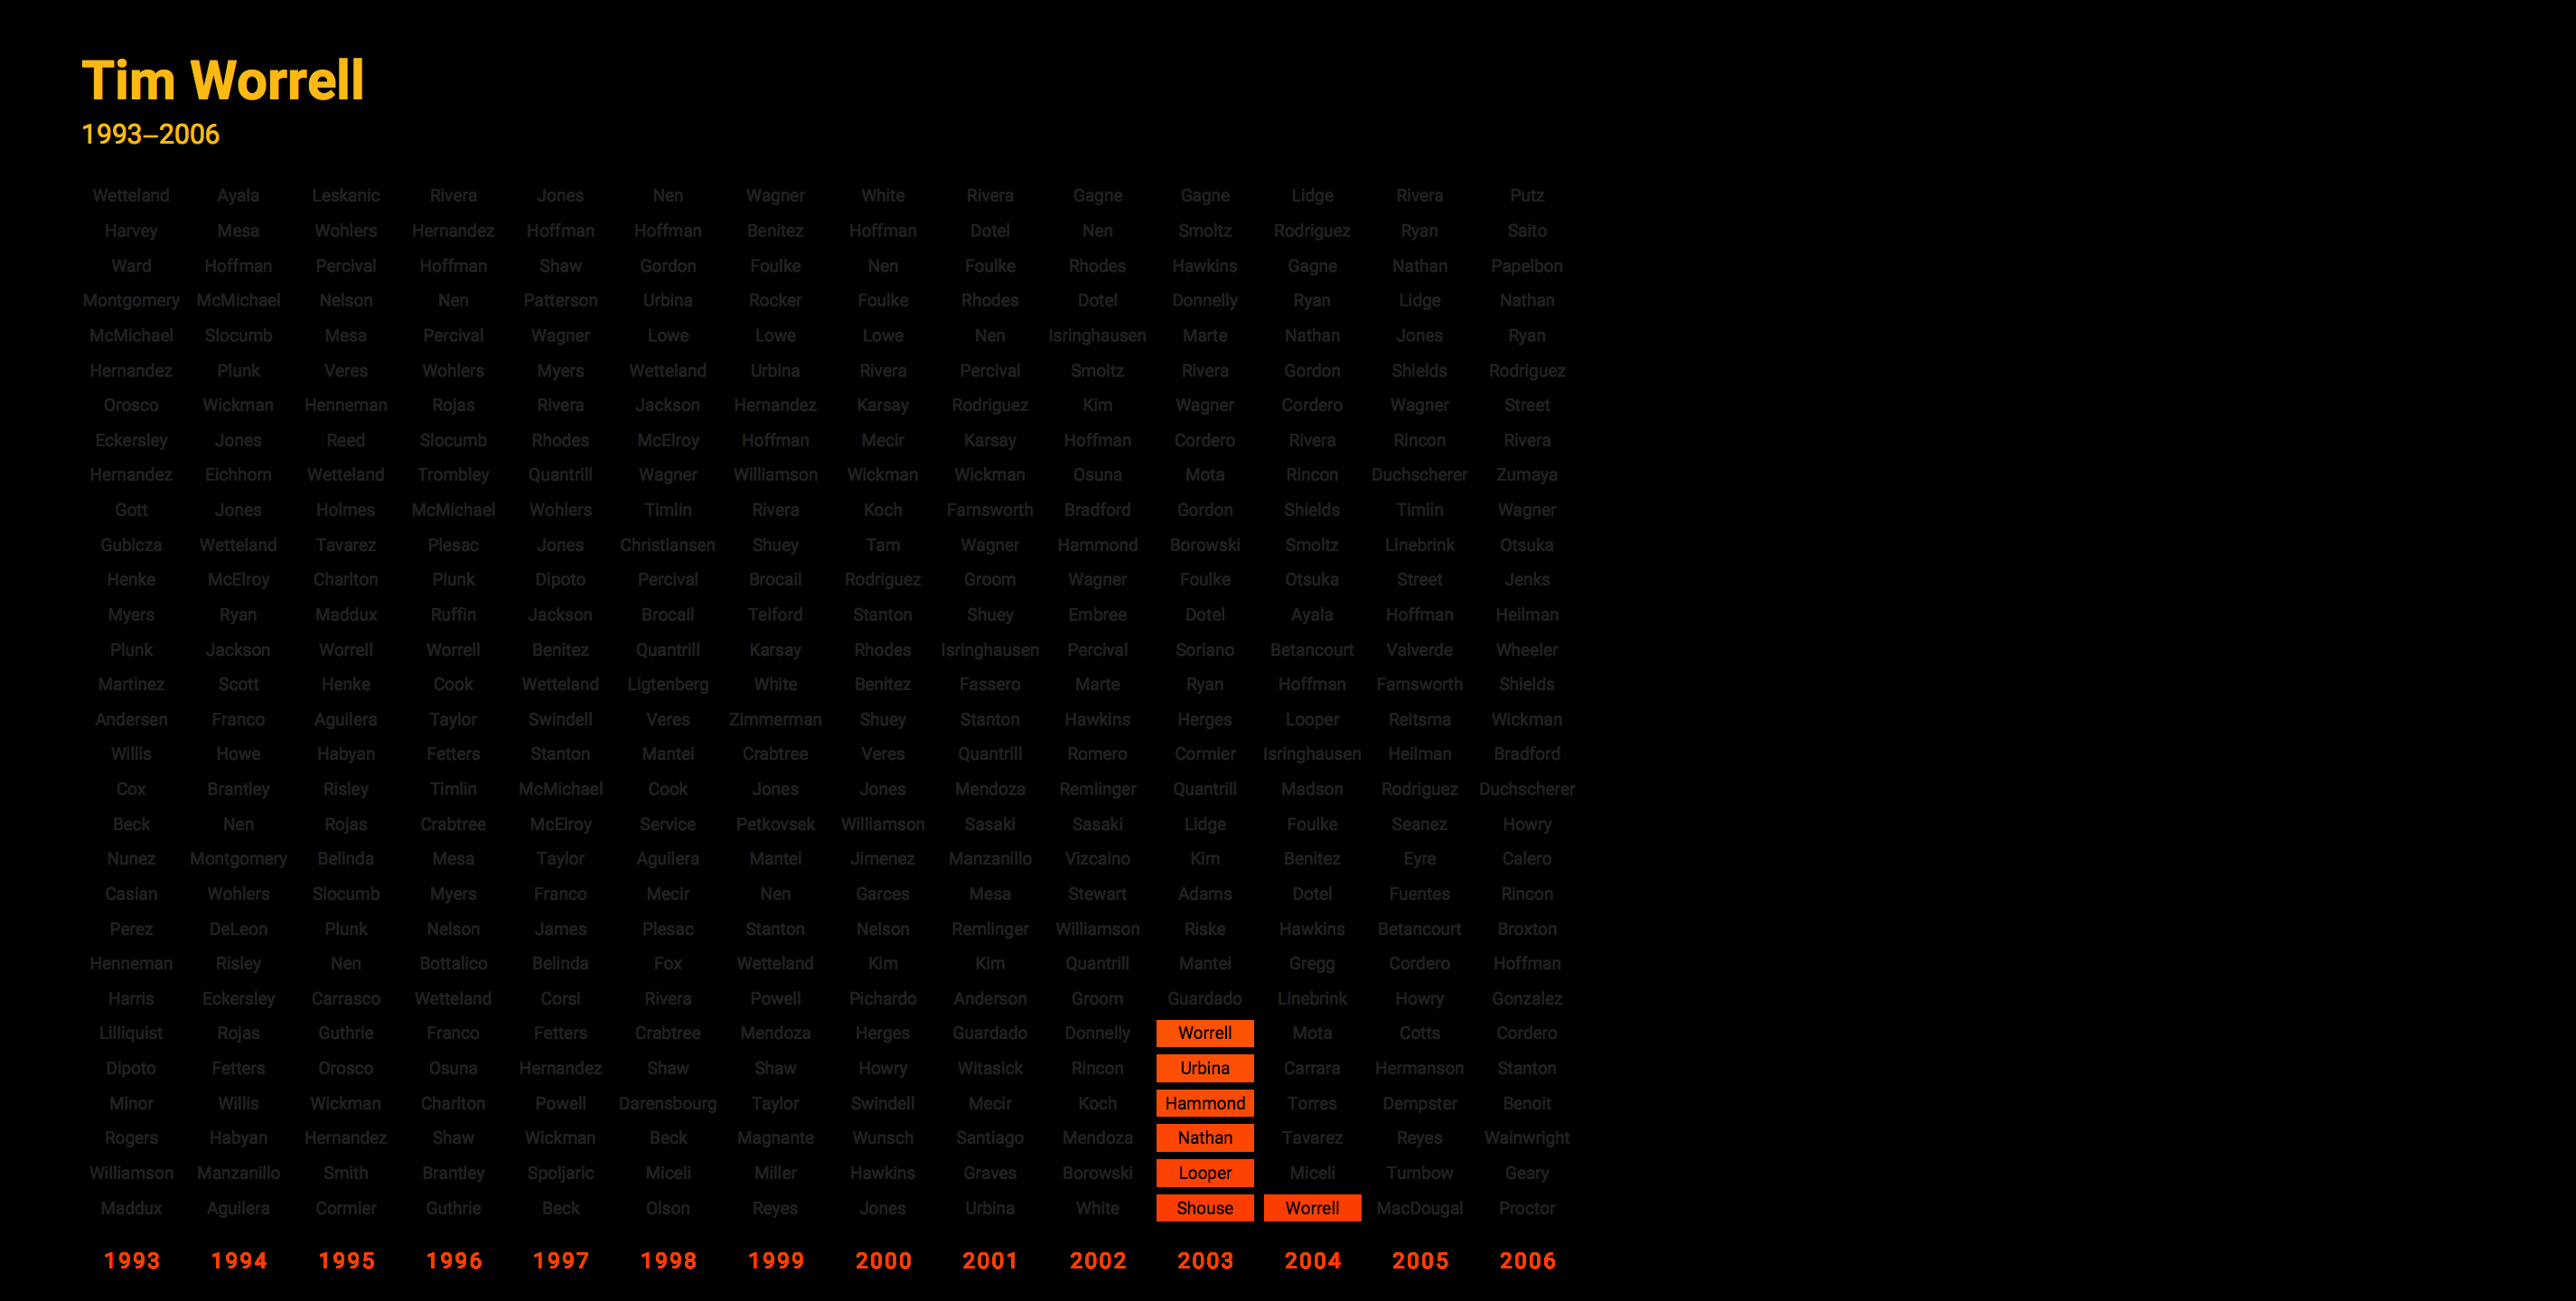 Tim Worrell
1993–2006
Wetteland Ayala Leskanic Rivera Jones Nen Wagner White Rivera Gagne Gagne Lidge Rivera Putz
Harvey Mesa Wohlers Hernandez Hoffman Hoffman Benitez Hoffman Dotel Nen Smoltz Rodriguez Ryan Saito
Ward Hoffman Percival Hoffman Shaw Gordon Foulke Nen Foulke Rhodes Hawkins Gagne Nathan Papelbon
Montgomery McMichael Nelson Nen Patterson Urbina Rocker Foulke Rhodes Dotel Donnelly Ryan Lidge Nathan
McMichael Slocumb Mesa Percival Wagner Lowe Lowe Lowe Nen Isringhausen Marte Nathan Jones Ryan
Hernandez Plunk Veres Wohlers Myers Wetteland Urbina Rivera Percival Smoltz Rivera Gordon Shields Rodriguez
Orosco Wickman Henneman Rojas Rivera Jackson Hernandez Karsay Rodriguez Kim Wagner Cordero Wagner Street
Eckersley Jones Reed Slocumb Rhodes McElroy Hoffman Mecir Karsay Hoffman Cordero Rivera Rincon Rivera
Hernandez Eichhorn Wetteland Trombley Quantrill Wagner Williamson Wickman Wickman Osuna Mota Rincon Duchscherer Zumaya
Gott Jones Holmes McMichael Wohlers Timlin Rivera Koch Farnsworth Bradford Gordon Shields Timlin Wagner
Gubicza Wetteland Tavarez Plesac Jones Christiansen Shuey Tam Wagner Hammond Borowski Smoltz Linebrink Otsuka
Henke McElroy Charlton Plunk Dipoto Percival Brocail Rodriguez Groom Wagner Foulke Otsuka Street Jenks
Myers Ryan Maddux Ruffin Jackson Brocail Telford Stanton Shuey Embree Dotel Ayala Hoffman Heilman
Plunk Jackson Worrell Worrell Benitez Quantrill Karsay Rhodes Isringhausen Percival Soriano Betancourt Valverde Wheeler
Martinez Scott Henke Cook Wetteland Ligtenberg White Benitez Fassero Marte Ryan Hoffman Farnsworth Shields
Andersen Franco Aguilera Taylor Swindell Veres Zimmerman Shuey Stanton Hawkins Herges Looper Reitsma Wickman
Willis Howe Habyan Fetters Stanton Mantei Crabtree Veres Quantrill Romero Cormier Isringhausen Heilman Bradford
Cox Brantley Risley Timlin McMichael Cook Jones Jones Mendoza Remlinger Quantrill Madson Rodriguez Duchscherer
Beck Nen Rojas Crabtree McElroy Service Petkovsek Williamson Sasaki Sasaki Lidge Foulke Seanez Howry
Nunez Montgomery Belinda Mesa Taylor Aguilera Mantei Jimenez Manzanillo Vizcaino Kim Benitez Eyre Calero
Casian Wohlers Slocumb Myers Franco Mecir Nen Garces Mesa Stewart Adams Dotel Fuentes Rincon
Perez DeLeon Plunk Nelson James Plesac Stanton Nelson Remlinger Williamson Riske Hawkins Betancourt Broxton
Henneman Risley Nen Bottalico Belinda Fox Wetteland Kim Kim Quantrill Mantei Gregg Cordero Hoffman
Harris Eckersley Carrasco Wetteland Corsi Rivera Powell Pichardo Anderson Groom Guardado Linebrink Howry Gonzalez
Lilliquist Rojas Guthrie Franco Fetters Crabtree Mendoza Herges Guardado Donnelly Worrell Mota Cotts Cordero
Dipoto Fetters Orosco Osuna Hernandez Shaw Shaw Howry Witasick Rincon Urbina Carrara Hermanson Stanton
Minor Willis Wickman Charlton Powell Darensbourg Taylor Swindell Mecir Koch Hammond Torres Dempster Benoit
Rogers Habyan Hernandez Shaw Wickman Beck Magnante Wunsch Santiago Mendoza Nathan Tavarez Reyes Wainwright
Williamson Manzanillo Smith Brantley Spoljaric Miceli Miller Hawkins Graves Borowski Looper Miceli Turnbow Geary
Maddux Aguilera Cormier Guthrie Beck Olson Reyes Jones Urbina White Shouse Worrell MacDougal Proctor
1993 1994 1995 1996 1997 1998 1999 2000 2001 2002 2003 2004 2005 2006